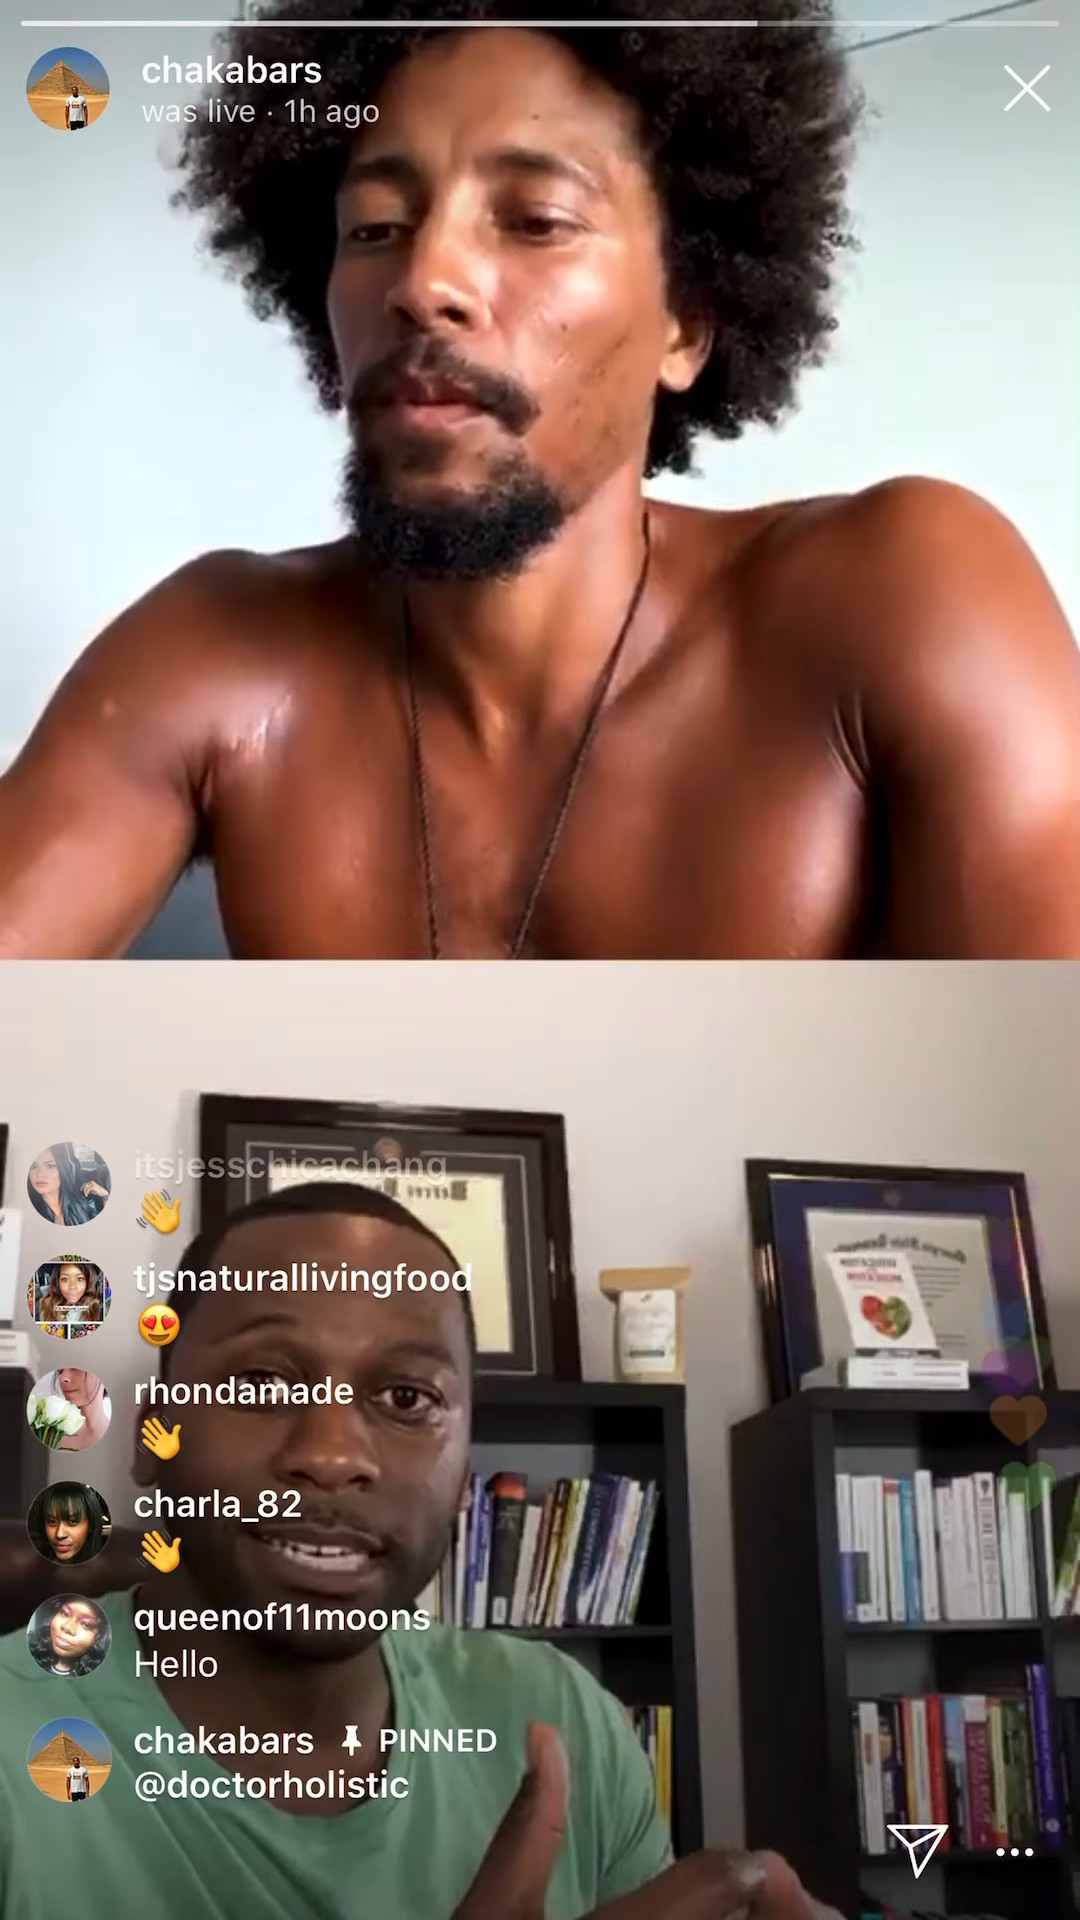 chakabars
was live · 1h ago
itsjesschicachang
👋
tjsnaturallivingfood
😍
rhondamade
👋
charla_82
👋
queenof11moons
Hello
chakabars PINNED
@doctorholistic